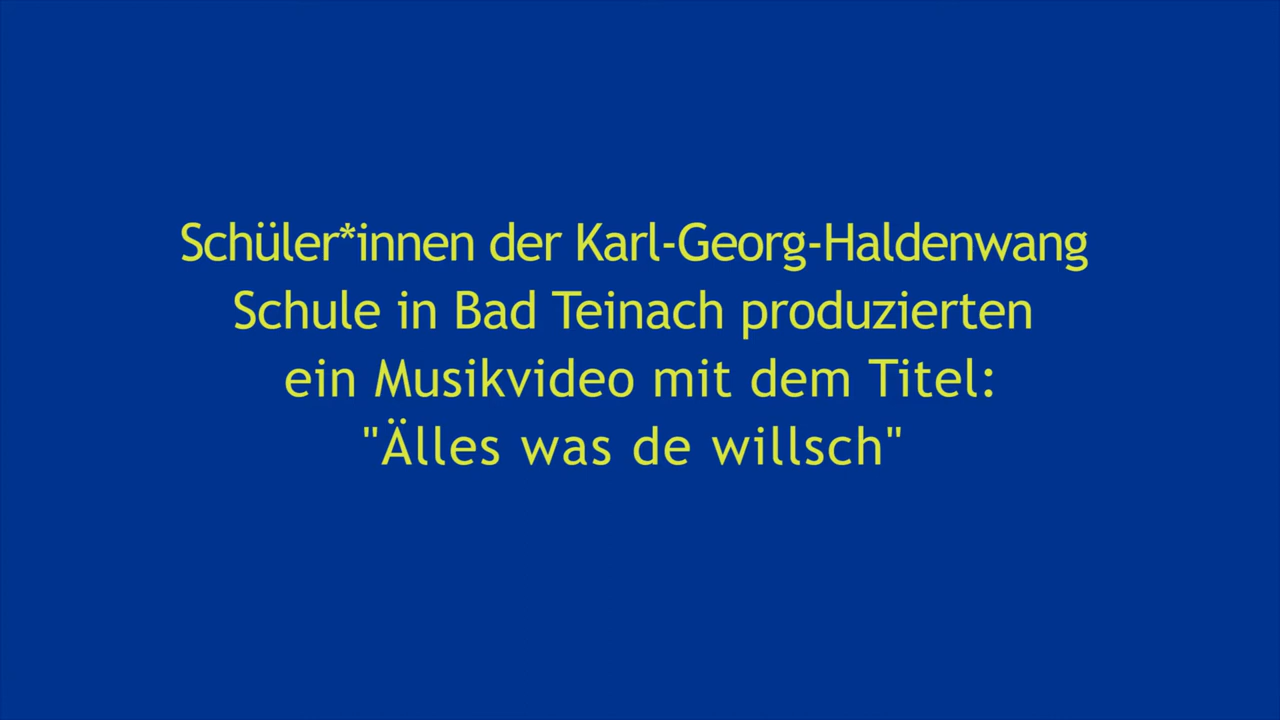 Schüler*innen der Karl-Georg-Haldenwang
Schule in Bad Teinach produzierten
ein Musikvideo mit dem Titel:
"Älles was de willsch"